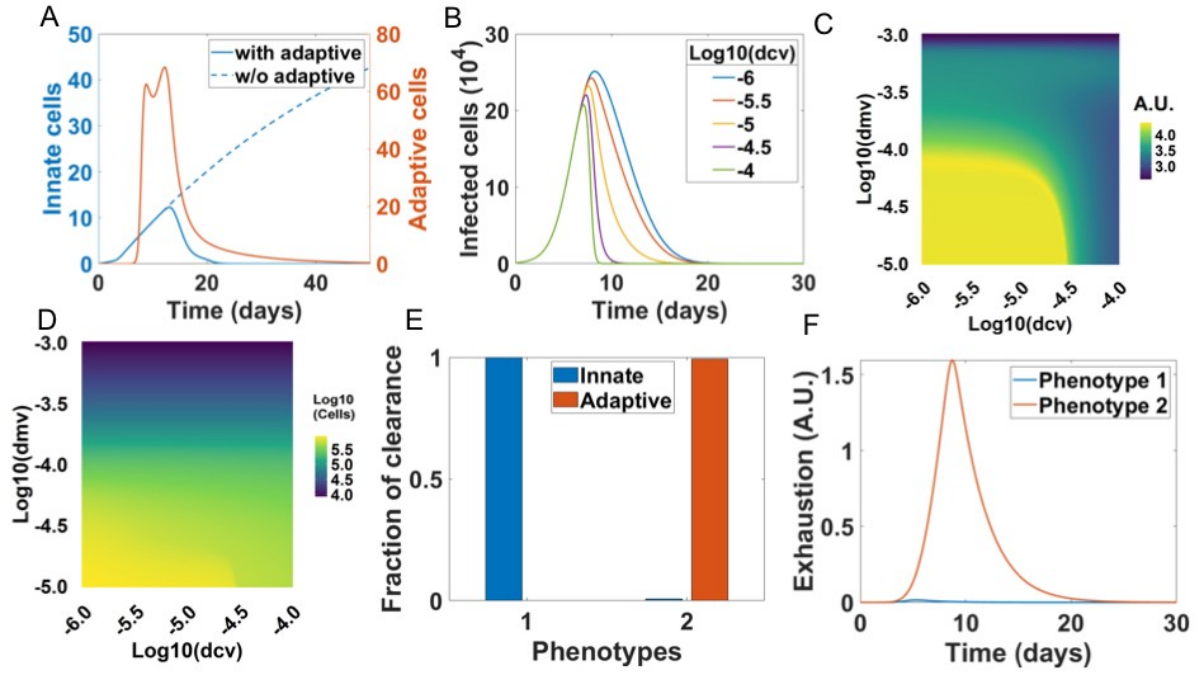 A
50
40
30
20
10
0
Innate cells
with adaptive
w/o adaptive
80
60
40
20
0
Adaptive cells
0
20
40
Time (days)
B
30
20
10
0
Infected cells (10⁴)
Log10(dcv)
-6
-5.5
-5
-4.5
-4
0
10
20
30
Time (days)
C
-3.0
-3.5
-4.0
-4.5
-5.0
Log10(dmv)
A.U.
4.0
3.5
3.0
-6.0
-5.5
-5.0
-4.5
-4.0
Log10(dcv)
D
-3.0
-3.5
-4.0
-4.5
-5.0
Log10(dmv)
Log10
(Cells)
5.5
5.0
4.5
4.0
-6.0
-5.5
-5.0
-4.5
-4.0
Log10(dcv)
E
1
0.5
0
Fraction of clearance
Innate
Adaptive
1
2
Phenotypes
F
1.5
1
0.5
0
Exhaustion (A.U.)
Phenotype 1
Phenotype 2
0
10
20
30
Time (days)